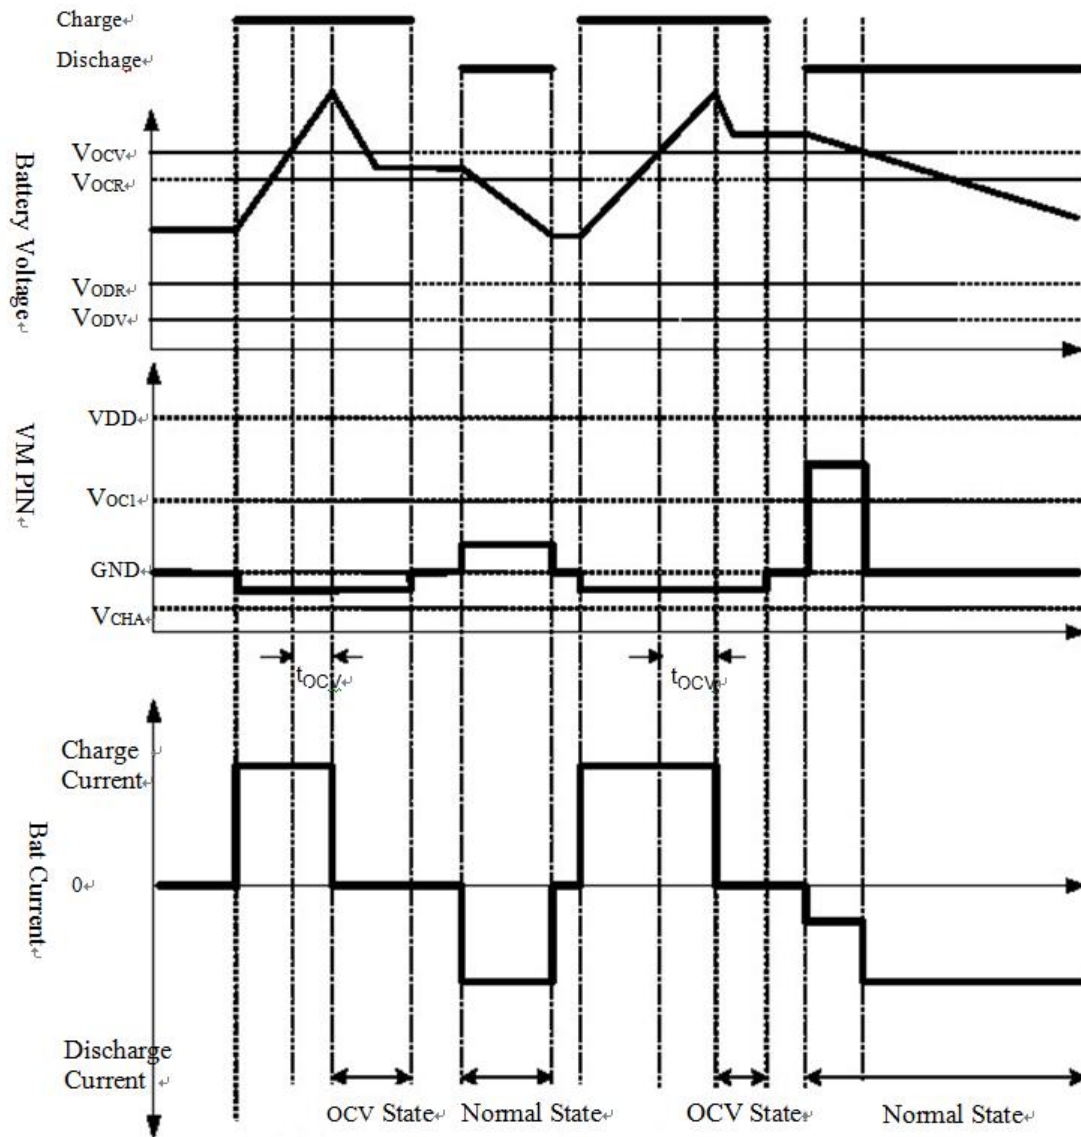 Charge
Dischage
Battery Voltage
VOCV
VOCR
VODR
VODV
VM PIN
VDD
VOC1
GND
VCHA
tOCV
tOCV
Bat Current
Charge
Current
0
Discharge
Current
OCV State
Normal State
OCV State
Normal State